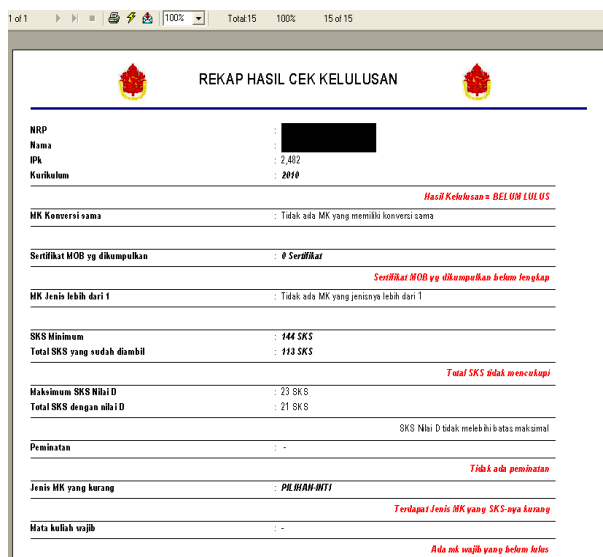 1 of 1 100% Total:15 100% 15 of 15
REKAP HASIL CEK KELULUSAN
NRP :
Nama :
IPk : 2,482
Kurikulum : 2010
Hasil Kelulusan = BELUM LULUS
MK Konversi sama : Tidak ada MK yang memiliki konversi sama
Sertifikat MOB yg dikumpulkan : 0 Sertifikat
Sertifikat MOB yg dikumpulkan belum lengkap
MK Jenis lebih dari 1 : Tidak ada MK yang jenisnya lebih dari 1
SKS Minimum : 144 SKS
Total SKS yang sudah diambil : 113 SKS
Total SKS tidak mencukupi
Maksimum SKS Nilai D : 23 SKS
Total SKS dengan nilai D : 21 SKS
SKS Nilai D tidak melebihi batas maksimal
Peminatan : -
Tidak ada peminatan
Jenis MK yang kurang : PILIHAN-INTI
Terdapat Jenis MK yang SKS-nya kurang
Mata kuliah wajib : -
Ada mk wajib yang belum lulus